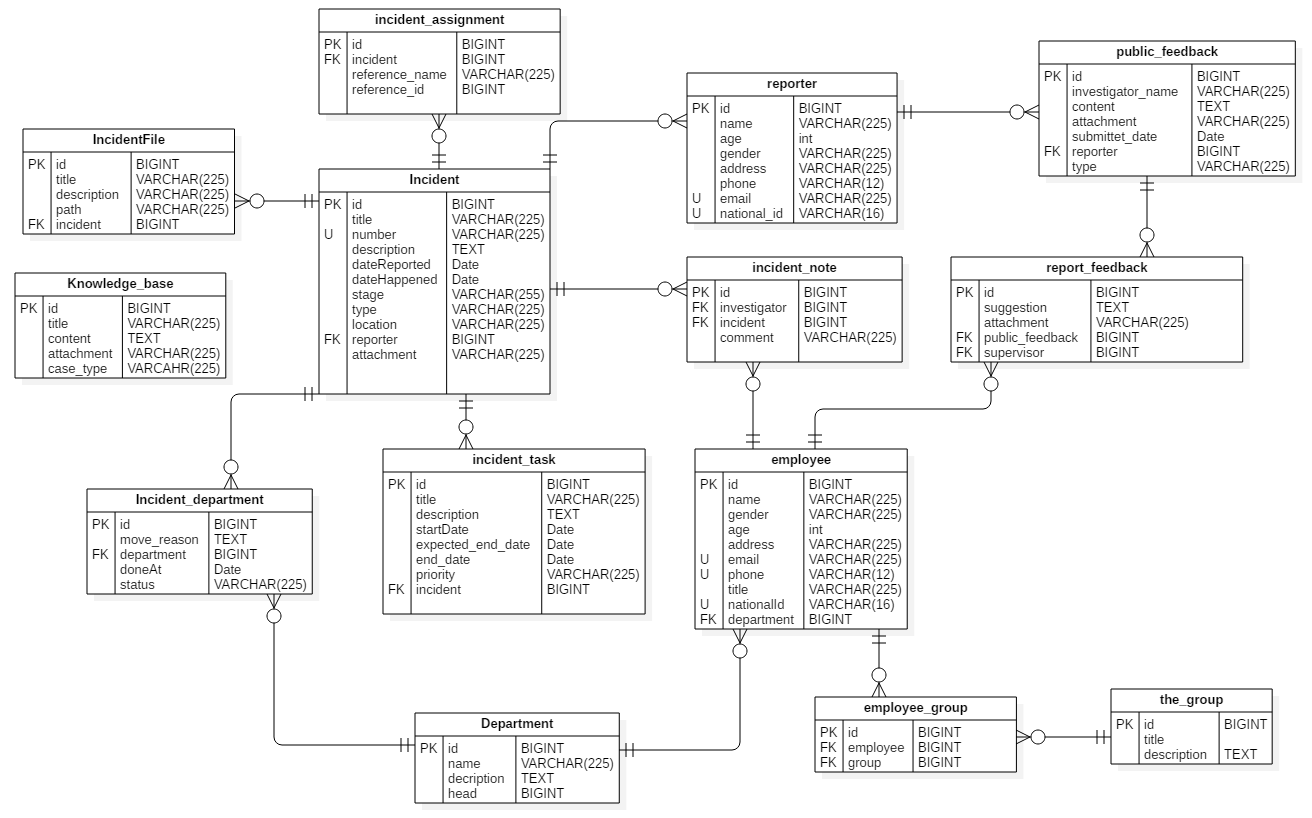 incident_assignment
PK id BIGINT
FK incident BIGINT
reference_name VARCHAR(225)
reference_id BIGINT
public_feedback
PK id BIGINT
investigator_name VARCHAR(225)
content TEXT
attachment VARCHAR(225)
submittet_date Date
FK reporter BIGINT
type VARCHAR(225)
reporter
PK id BIGINT
name VARCHAR(225)
age int
gender VARCHAR(225)
address VARCHAR(225)
phone VARCHAR(12)
U email VARCHAR(225)
U national_id VARCHAR(16)
IncidentFile
PK id BIGINT
title VARCHAR(225)
description VARCHAR(225)
path VARCHAR(225)
FK incident BIGINT
Incident
PK id BIGINT
title VARCHAR(225)
U number VARCHAR(225)
description TEXT
dateReported Date
dateHappened Date
stage VARCHAR(255)
type VARCHAR(225)
location VARCHAR(225)
FK reporter BIGINT
attachment VARCHAR(225)
incident_note
PK id BIGINT
FK investigator BIGINT
FK incident BIGINT
comment VARCHAR(225)
report_feedback
PK id BIGINT
suggestion TEXT
attachment VARCHAR(225)
FK public_feedback BIGINT
FK supervisor BIGINT
Knowledge_base
PK id BIGINT
title VARCHAR(225)
content TEXT
attachment VARCHAR(225)
case_type VARCAHR(225)
incident_task
PK id BIGINT
title VARCHAR(225)
description TEXT
startDate Date
expected_end_date Date
end_date Date
priority VARCHAR(225)
FK incident BIGINT
employee
PK id BIGINT
name VARCHAR(225)
gender VARCHAR(225)
age int
address VARCHAR(225)
U email VARCHAR(225)
U phone VARCHAR(12)
title VARCHAR(225)
U nationalId VARCHAR(16)
FK department BIGINT
Incident_department
PK id BIGINT
move_reason TEXT
FK department BIGINT
doneAt Date
status VARCHAR(225)
Department
PK id BIGINT
name VARCHAR(225)
decription TEXT
head BIGINT
employee_group
PK id BIGINT
FK employee BIGINT
FK group BIGINT
the_group
PK id BIGINT
title
description TEXT